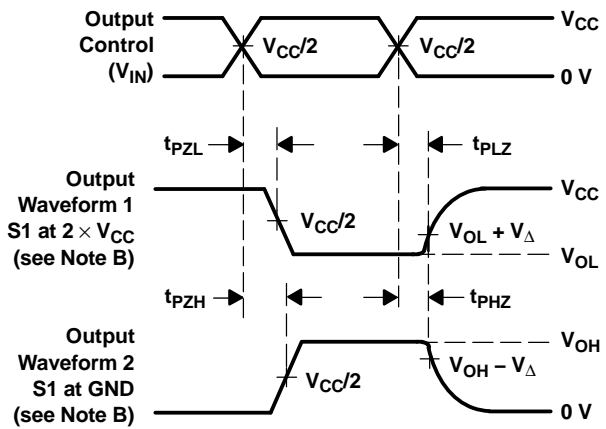 Output
Control
(VIN)
VCC/2
VCC/2
VCC
0 V
tPZL
tPLZ
Output
Waveform 1
S1 at 2 × VCC
(see Note B)
VCC/2
VCC
VOL + VΔ
VOL
tPZH
tPHZ
Output
Waveform 2
S1 at GND
(see Note B)
VCC/2
VOH
VOH − VΔ
0 V